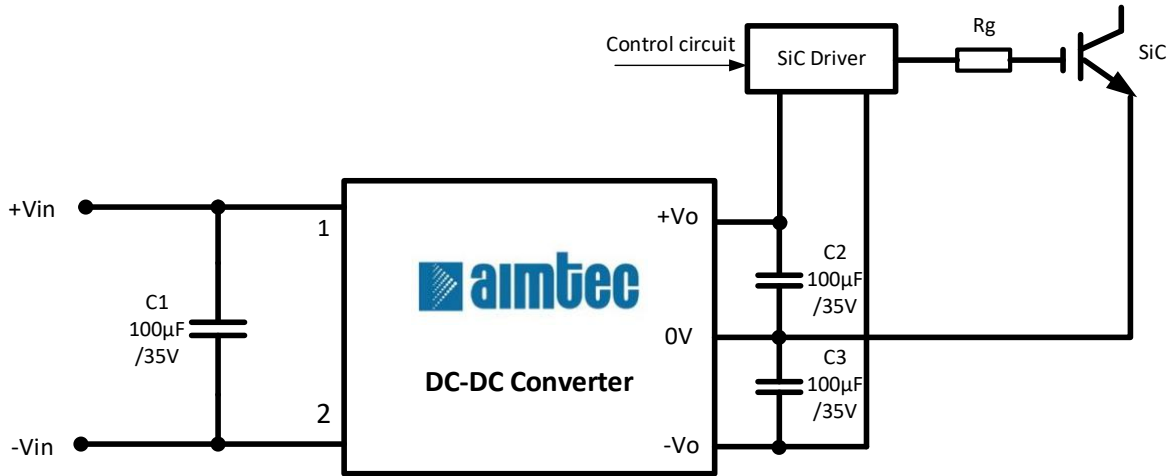 Control circuit
SiC Driver
Rg
SiC
+Vin
1
+Vo
C1
100µF
/35V
aimtec
DC-DC Converter
C2
100µF
/35V
0V
C3
100µF
/35V
2
-Vin
-Vo